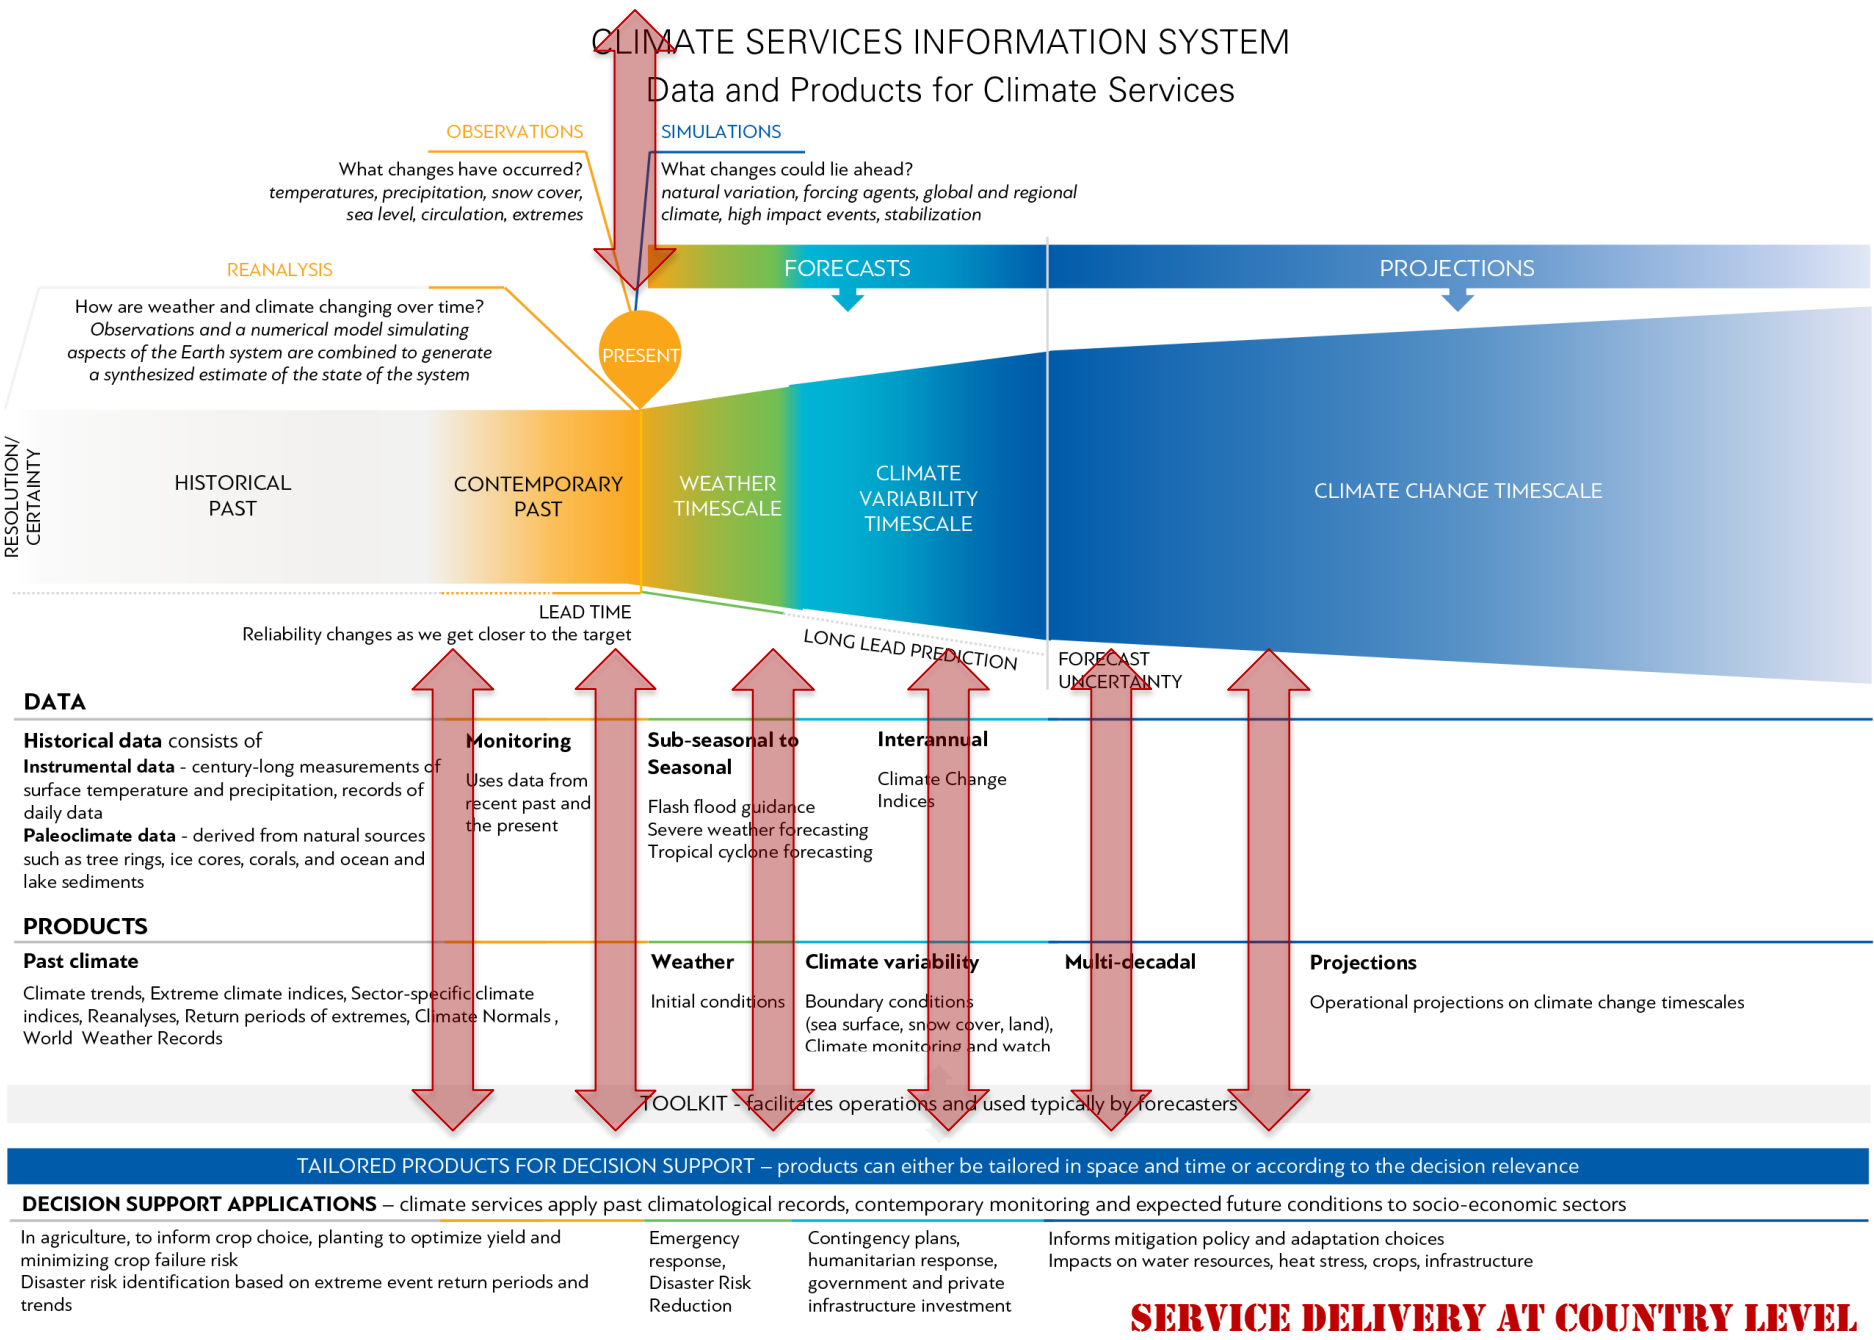 CLIMATE SERVICES INFORMATION SYSTEM
Data and Products for Climate Services
OBSERVATIONS
What changes have occurred?
temperatures, precipitation, snow cover,
sea level, circulation, extremes
SIMULATIONS
What changes could lie ahead?
natural variation, forcing agents, global and regional
climate, high impact events, stabilization
REANALYSIS
How are weather and climate changing over time?
Observations and a numerical model simulating
aspects of the Earth system are combined to generate
a synthesized estimate of the state of the system
FORECASTS
PROJECTIONS
PRESENT
RESOLUTION/
CERTAINTY
HISTORICAL
PAST
CONTEMPORARY
PAST
WEATHER
TIMESCALE
CLIMATE
VARIABILITY
TIMESCALE
CLIMATE CHANGE TIMESCALE
LEAD TIME
Reliability changes as we get closer to the target
LONG LEAD PREDICTION
FORECAST
UNCERTAINTY
DATA
Historical data consists of
Instrumental data - century-long measurements of
surface temperature and precipitation, records of
daily data
Paleoclimate data - derived from natural sources
such as tree rings, ice cores, corals, and ocean and
lake sediments
Monitoring
Uses data from
recent past and
the present
Sub-seasonal to
Seasonal
Flash flood guidance
Severe weather forecasting
Tropical cyclone forecasting
Interannual
Climate Change
Indices
PRODUCTS
Past climate
Climate trends, Extreme climate indices, Sector-specific climate
indices, Reanalyses, Return periods of extremes, Climate Normals ,
World Weather Records
Weather
Initial conditions
Climate variability
Boundary conditions
(sea surface, snow cover, land),
Climate monitoring and watch
Multi-decadal
Projections
Operational projections on climate change timescales
TOOLKIT - facilitates operations and used typically by forecasters
TAILORED PRODUCTS FOR DECISION SUPPORT – products can either be tailored in space and time or according to the decision relevance
DECISION SUPPORT APPLICATIONS – climate services apply past climatological records, contemporary monitoring and expected future conditions to socio-economic sectors
In agriculture, to inform crop choice, planting to optimize yield and
minimizing crop failure risk
Disaster risk identification based on extreme event return periods and
trends
Emergency
response,
Disaster Risk
Reduction
Contingency plans,
humanitarian response,
government and private
infrastructure investment
Informs mitigation policy and adaptation choices
Impacts on water resources, heat stress, crops, infrastructure
SERVICE DELIVERY AT COUNTRY LEVEL